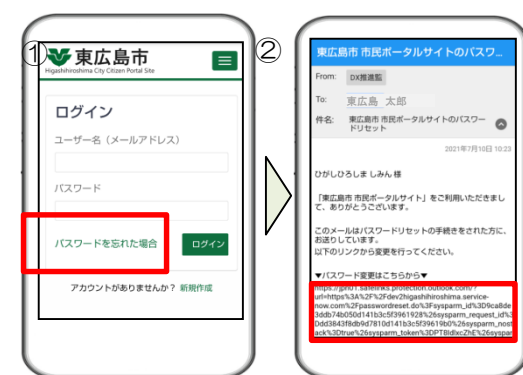 ①
東広島市
Higashihiroshima City Citizen Portal Site
ログイン
ユーザー名（メールアドレス）
パスワード
パスワードを忘れた場合
ログイン
アカウントがありませんか？ 新規作成
②
東広島市 市民ポータルサイトのパスワ...
From: DX推進監
To: 東広島 太郎
件名: 東広島市 市民ポータルサイトのパスワー
ドリセット
2021年7月10日 10:23
ひがしひろしま しみん 様
「東広島市 市民ポータルサイト」をご利用いただきまし
て、ありがとうございます。
このメールはパスワードリセットの手続きをされた方に、
お送りしています。
以下のリンクから変更を行ってください。
▼パスワード変更はこちらから▼
https://jpn01.safelinks.protection.outlook.com/?
url=https%3A%2F%2Fdev2higashihiroshima.service-
now.com%2Fpasswordreset.do%3Fsysparm_id%3D9ca8de
3ddb74b050d141b3c5f3961928%26sysparm_request_id%3
Ddd3843f8db9d7810d141b3c5f39619b0%26sysparm_nost
ack%3Dtrue%26sysparm_token%3DPTBIdlxcZhE%26syspar